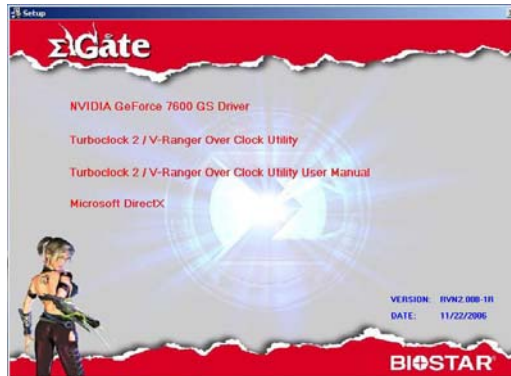 Setup
ΣGate
NVIDIA GeForce 7600 GS Driver
Turboclock 2 / V-Ranger Over Clock Utility
Turboclock 2 / V-Ranger Over Clock Utility User Manual
Microsoft DirectX
VERSION: RVN2.00B-1R
DATE: 11/22/2006
BIOSTAR